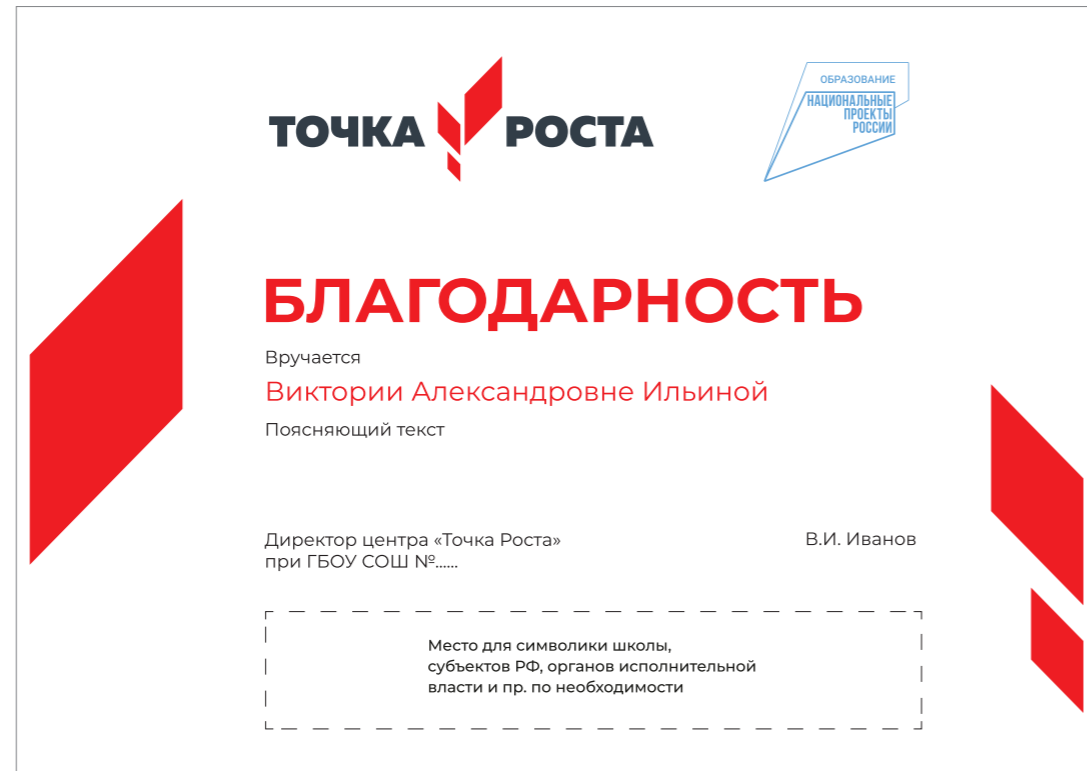 ТОЧКА РОСТА
ОБРАЗОВАНИЕ
НАЦИОНАЛЬНЫЕ
ПРОЕКТЫ
РОССИИ
БЛАГОДАРНОСТЬ
Вручается
Виктории Александровне Ильиной
Поясняющий текст
Директор центра «Точка Роста»
В.И. Иванов
при ГБОУ СОШ №......
Место для символики школы,
субъектов РФ, органов исполнительной
власти и пр. по необходимости